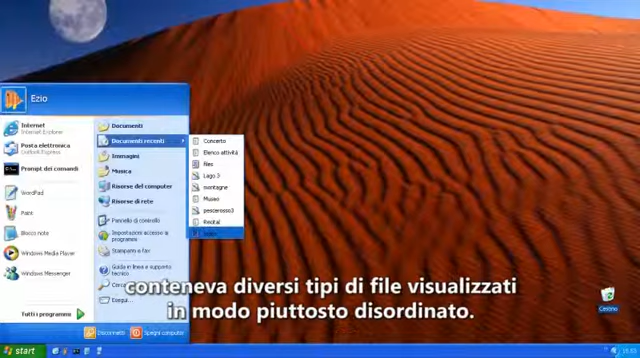 Ezio
Internet
Internet Explorer
Posta elettronica
Outlook Express
Prompt dei comandi
WordPad
Paint
Blocco note
Windows Media Player
Windows Messenger
Tutti i programmi
Documenti
Documenti recenti
Immagini
Musica
Risorse del computer
Risorse di rete
Pannello di controllo
Impostazioni accesso ai
programmi
Stampanti e fax
Guida in linea e supporto
tecnico
Esegui...
Concerto
Elenco attività
files
Lago 3
montagne
Museo
pescerosso3
Recital
Disconnetti
Spegni computer
conteneva diversi tipi di file visualizzati
in modo piuttosto disordinato.
Cestino
start